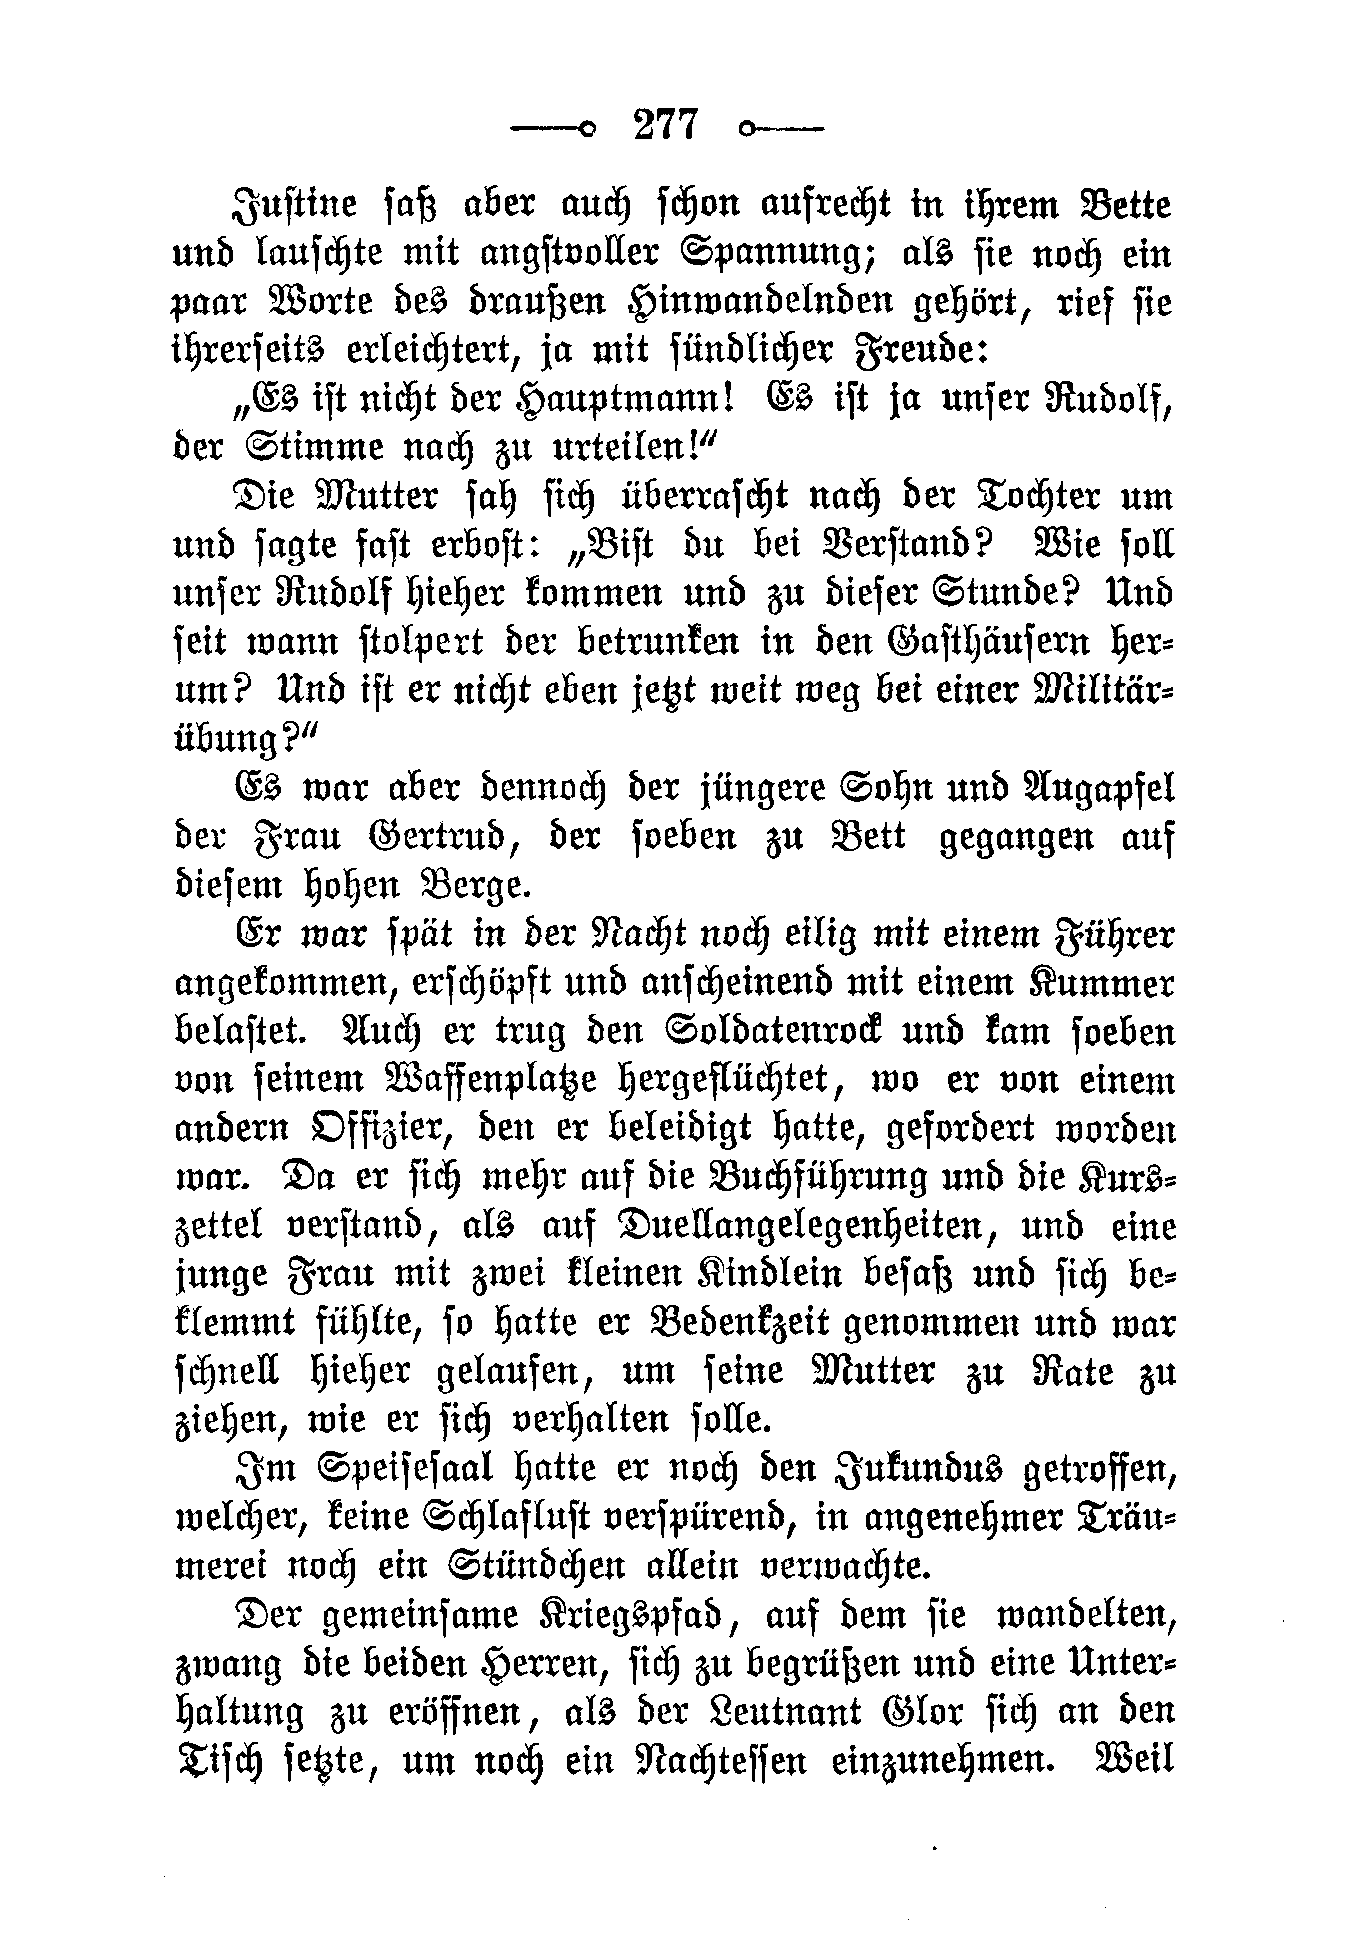 277
Justine saß aber auch schon aufrecht in ihrem Bette
und lauschte mit angstvoller Spannung; als sie noch ein
paar Worte des draußen Hinwandelnden gehört, rief sie
ihrerseits erleichtert, ja mit sündlicher Freude:
„Es ist nicht der Hauptmann! Es ist ja unser Rudolf,
der Stimme nach zu urteilen!“
Die Mutter sah sich überrascht nach der Tochter um
und sagte fast erbost: „Bist du bei Verstand? Wie soll
unser Rudolf hieher kommen und zu dieser Stunde? Und
seit wann stolpert der betrunken in den Gasthäusern her-
um? Und ist er nicht eben jetzt weit weg bei einer Militär-
übung?“
Es war aber dennoch der jüngere Sohn und Augapfel
der Frau Gertrud, der soeben zu Bett gegangen auf
diesem hohen Berge.
Er war spät in der Nacht noch eilig mit einem Führer
angekommen, erschöpft und anscheinend mit einem Kummer
belastet. Auch er trug den Soldatenrock und kam soeben
von seinem Waffenplatze hergeflüchtet, wo er von einem
andern Offizier, den er beleidigt hatte, gefordert worden
war. Da er sich mehr auf die Buchführung und die Kurs-
zettel verstand, als auf Duellangelegenheiten, und eine
junge Frau mit zwei kleinen Kindlein besaß und sich be-
klemmt fühlte, so hatte er Bedenkzeit genommen und war
schnell hieher gelaufen, um seine Mutter zu Rate zu
ziehen, wie er sich verhalten solle.
Im Speisesaal hatte er noch den Jukundus getroffen,
welcher, keine Schlaflust verspürend, in angenehmer Träu-
merei noch ein Stündchen allein verwachte.
Der gemeinsame Kriegspfad, auf dem sie wandelten,
zwang die beiden Herren, sich zu begrüßen und eine Unter-
haltung zu eröffnen, als der Leutnant Glor sich an den
Tisch setzte, um noch ein Nachtessen einzunehmen. Weil